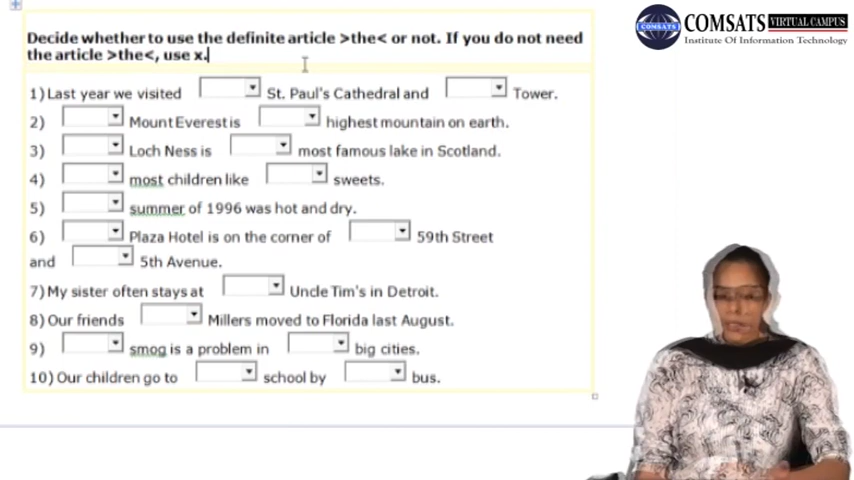 Decide whether to use the definite article >the< or not. If you do not need
the article >the<, use x.
COMSATS VIRTUAL CAMPUS
Institute Of Information Technology
1) Last year we visited St. Paul's Cathedral and Tower.
2) Mount Everest is highest mountain on earth.
3) Loch Ness is most famous lake in Scotland.
4) most children like sweets.
5) summer of 1996 was hot and dry.
6) Plaza Hotel is on the corner of 59th Street
and 5th Avenue.
7) My sister often stays at Uncle Tim's in Detroit.
8) Our friends Millers moved to Florida last August.
9) smog is a problem in big cities.
10) Our children go to school by bus.